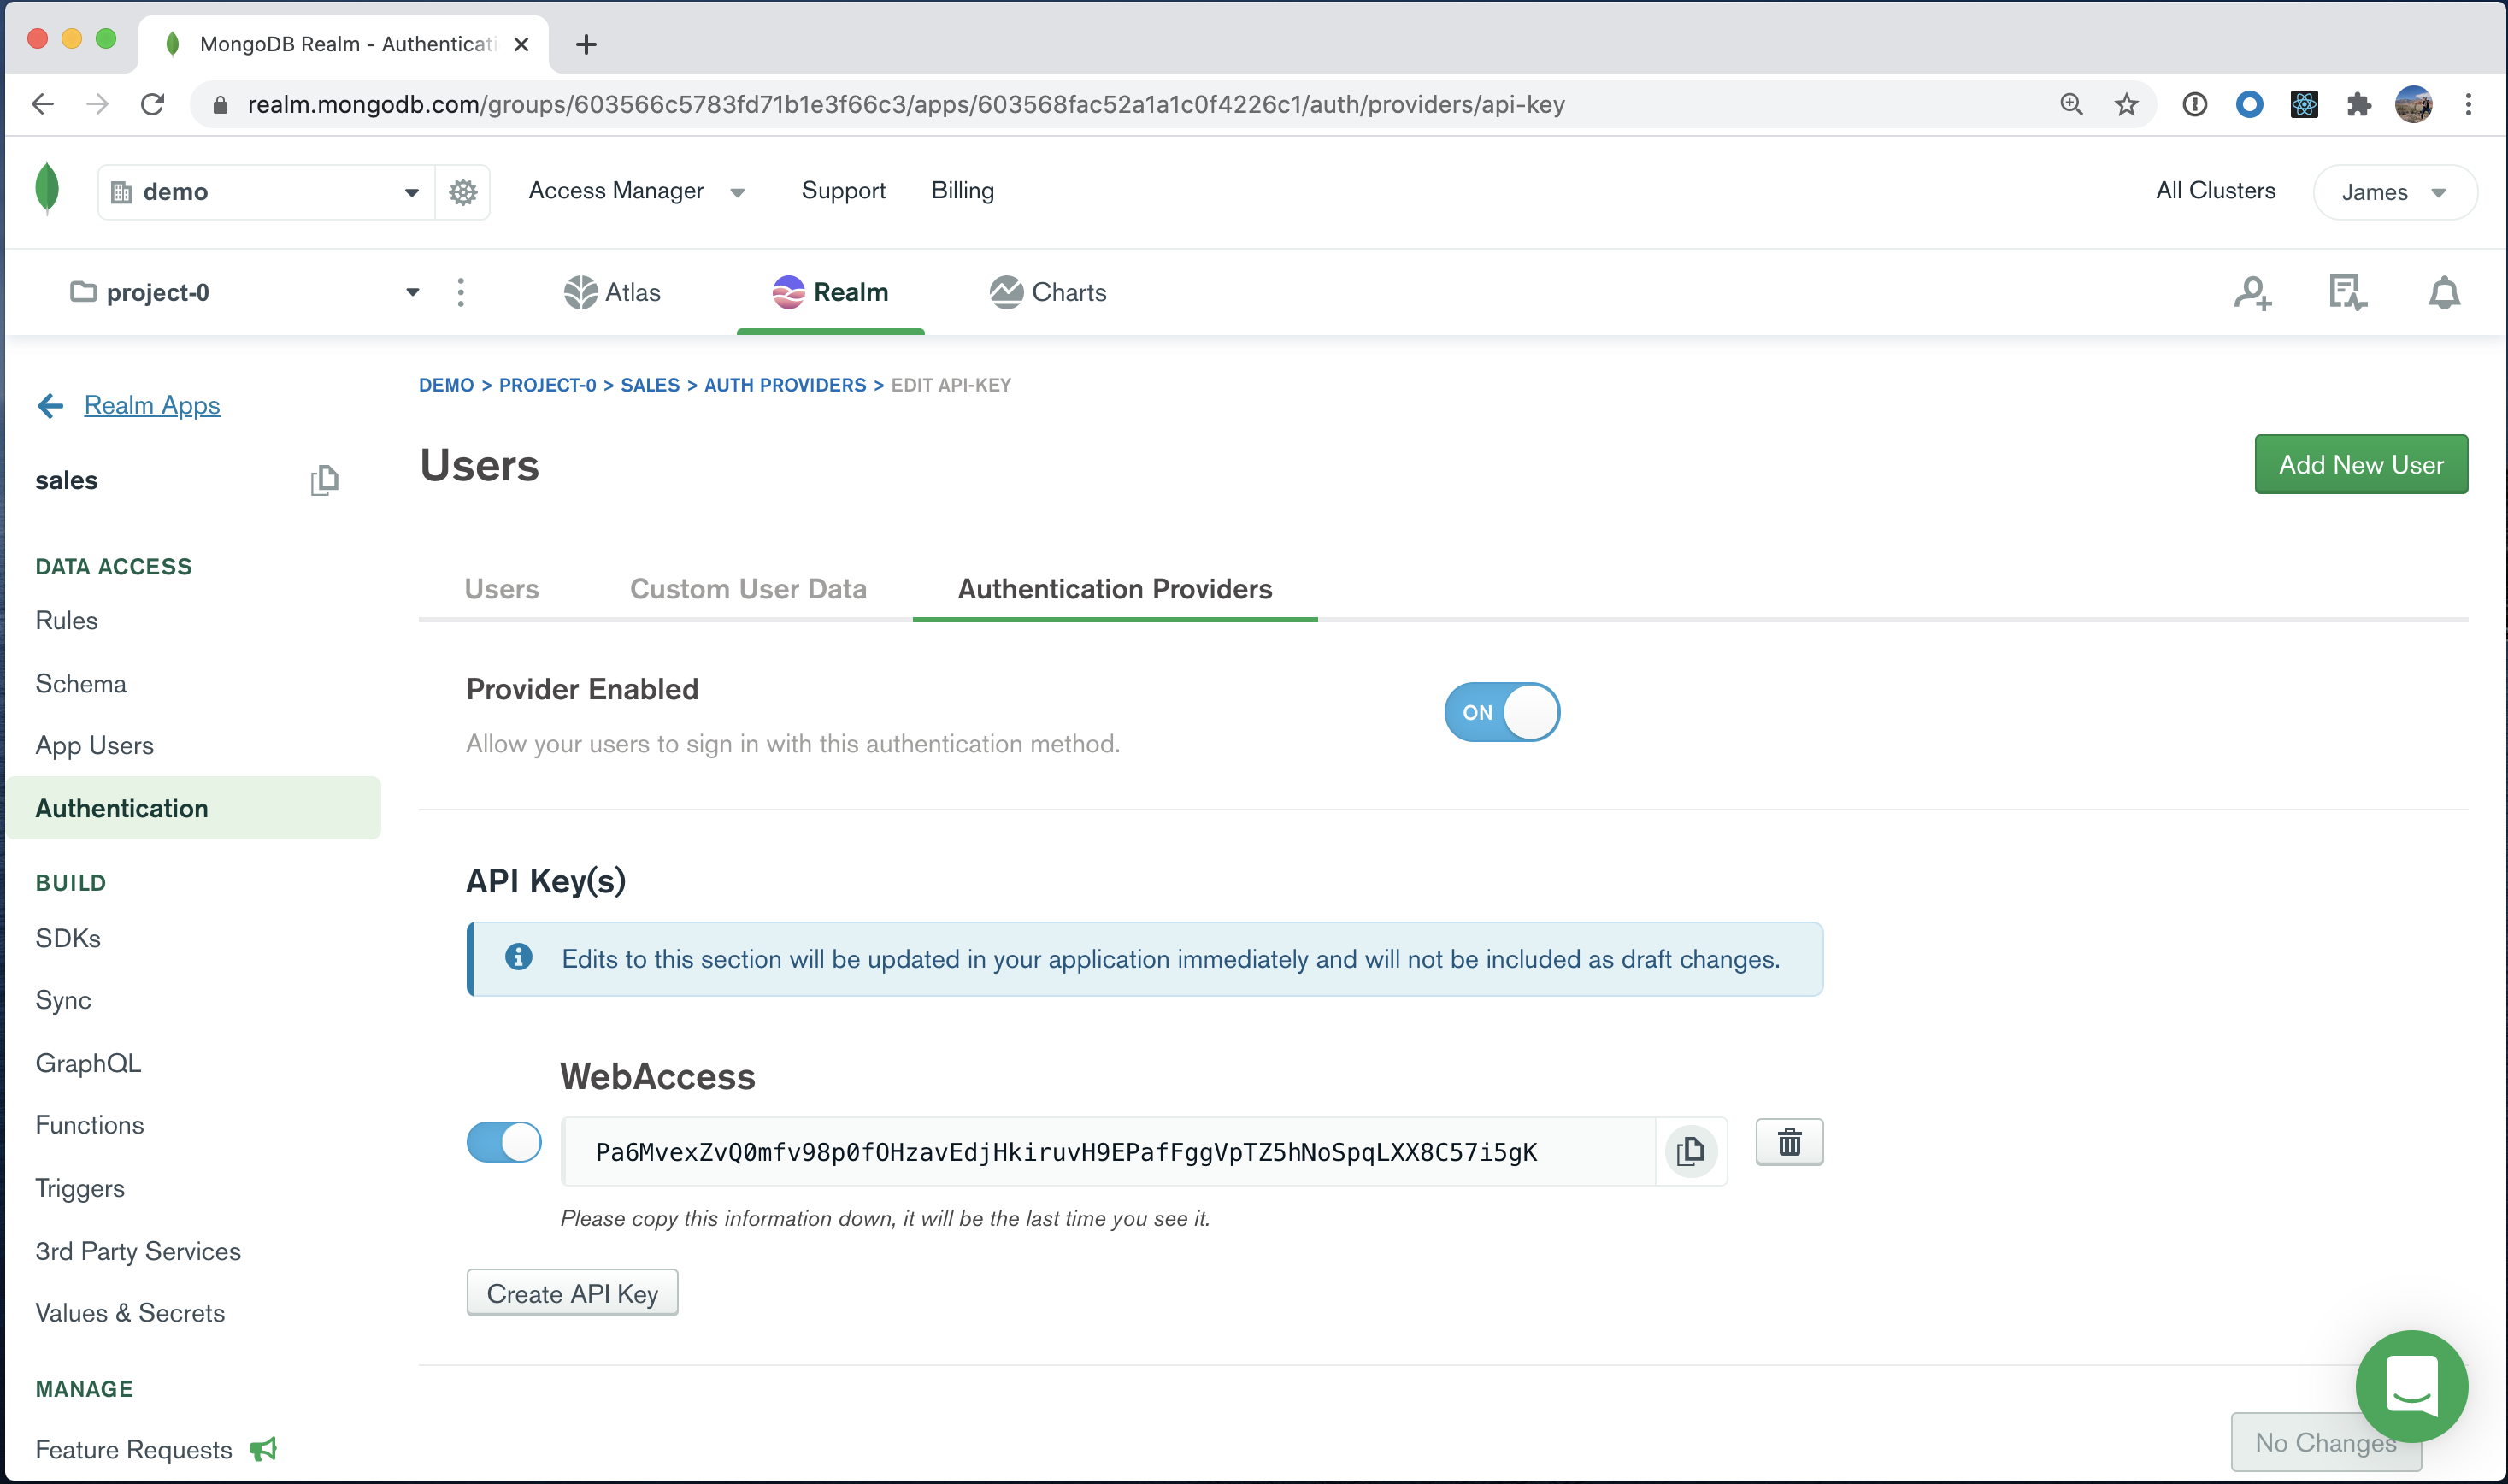 MongoDB Realm - Authenticati
realm.mongodb.com/groups/603566c5783fd71b1e3f66c3/apps/603568fac52a1a1c0f4226c1/auth/providers/api-key
demo
Access Manager
Support
Billing
All Clusters
James
project-0
Atlas
Realm
Charts
Realm Apps
sales
DATA ACCESS
Rules
Schema
App Users
Authentication
BUILD
SDKs
Sync
GraphQL
Functions
Triggers
3rd Party Services
Values & Secrets
MANAGE
Feature Requests
DEMO > PROJECT-0 > SALES > AUTH PROVIDERS > EDIT API-KEY
Users
Add New User
Users
Custom User Data
Authentication Providers
Provider Enabled
ON
Allow your users to sign in with this authentication method.
API Key(s)
Edits to this section will be updated in your application immediately and will not be included as draft changes.
WebAccess
Pa6MvexZvQ0mfv98p0fOHzavEdjHkiruvH9EPafFggVpTZ5hNoSpqLXX8C57i5gK
Please copy this information down, it will be the last time you see it.
Create API Key
No Changes